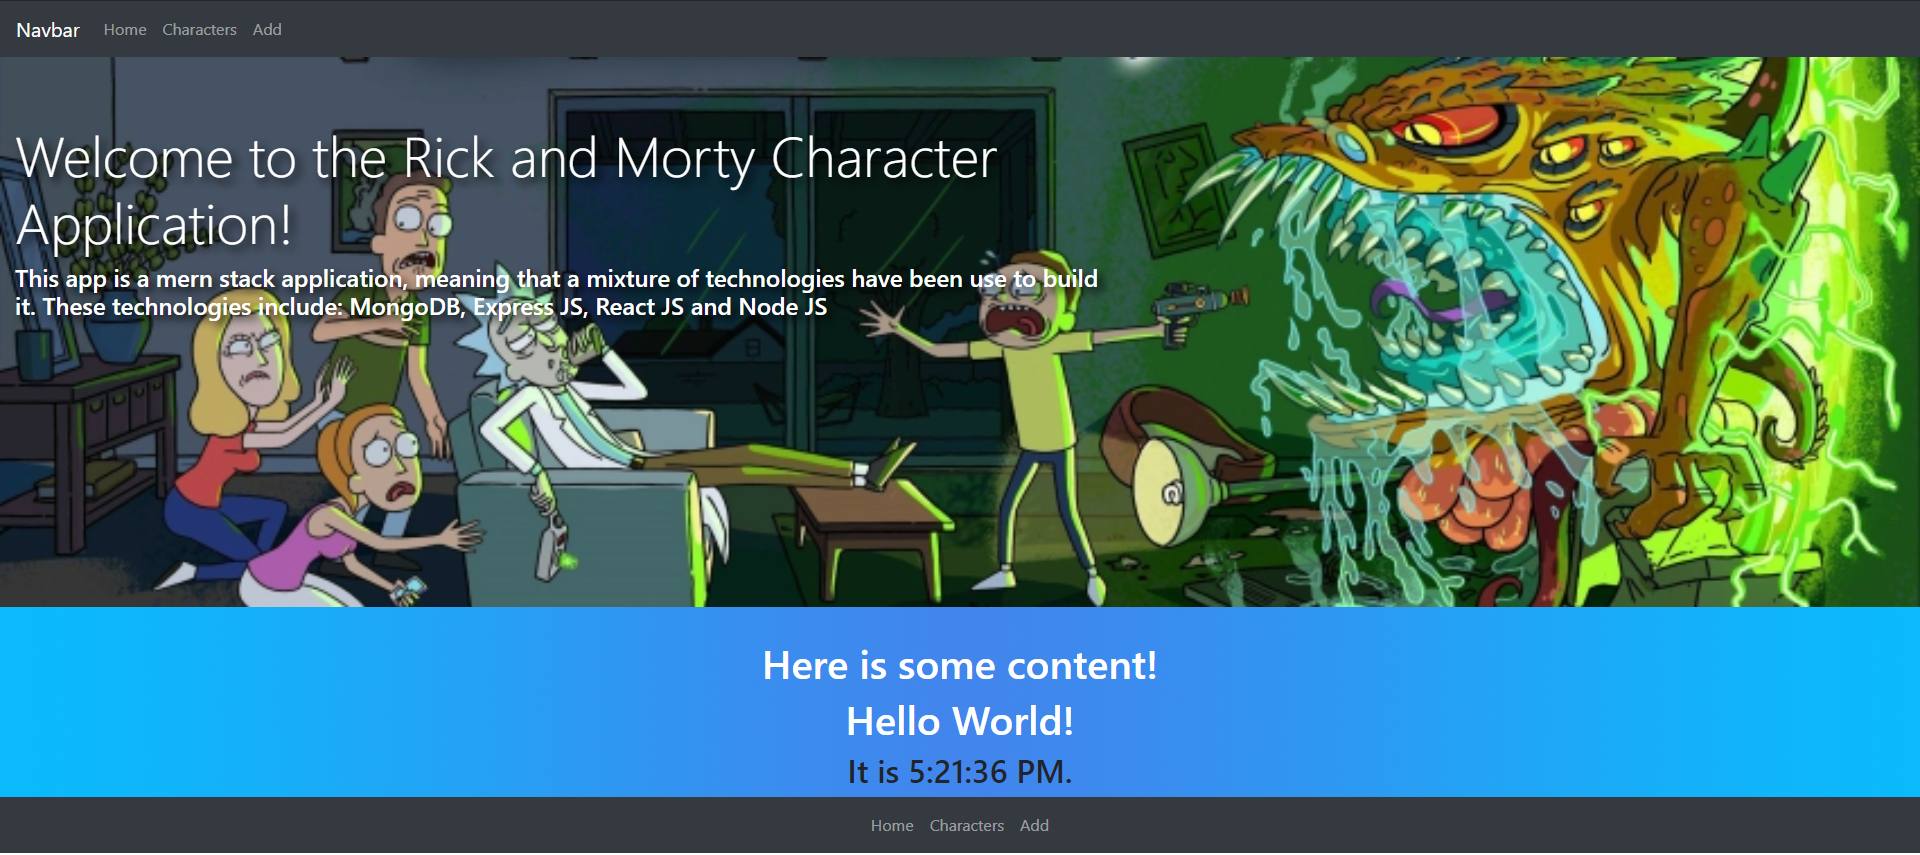 Navbar Home Characters Add
Welcome to the Rick and Morty Character
Application!
This app is a mern stack application, meaning that a mixture of technologies have been use to build
it. These technologies include: MongoDB, Express JS, React JS and Node JS
Here is some content!
Hello World!
It is 5:21:36 PM.
Home Characters Add